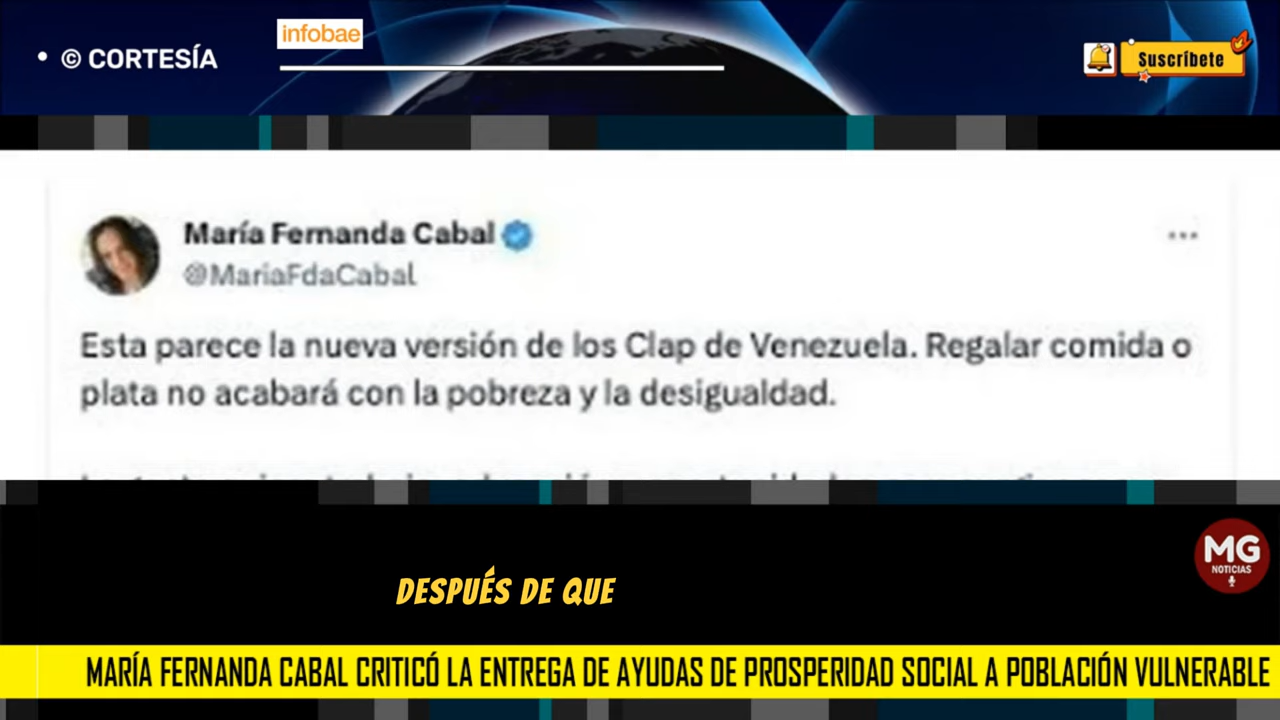 • © CORTESÍA
infobae
Suscríbete
María Fernanda Cabal
@MariaFdaCabal
Esta parece la nueva versión de los Clap de Venezuela. Regalar comida o
plata no acabará con la pobreza y la desigualdad.
DESPUÉS DE QUE
MG
NOTICIAS
MARÍA FERNANDA CABAL CRITICÓ LA ENTREGA DE AYUDAS DE PROSPERIDAD SOCIAL A POBLACIÓN VULNERABLE